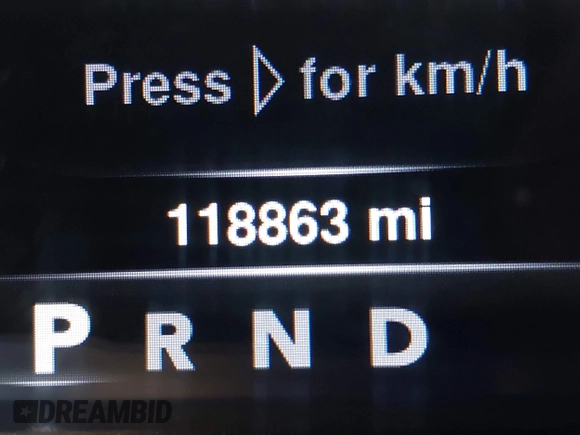 Press ▷ for km/h
118863 mi
P R N D
DREAMBID